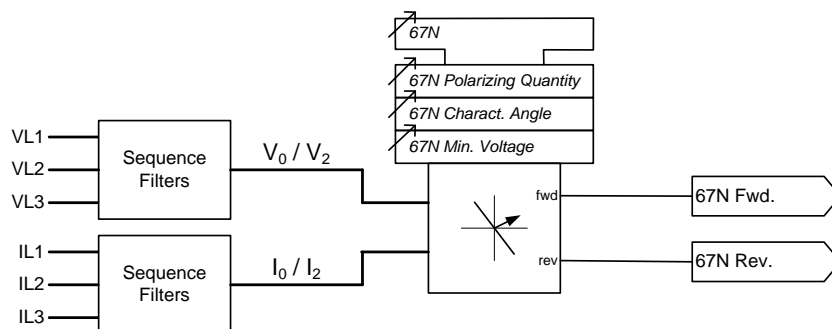 67N
67N Polarizing Quantity
67N Charact. Angle
67N Min. Voltage
VL1
VL2
VL3
Sequence
Filters
V0 / V2
fwd
67N Fwd.
IL1
IL2
IL3
Sequence
Filters
I0 / I2
rev
67N Rev.